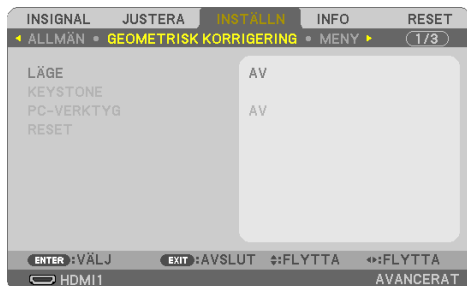 INSIGNAL JUSTERA INSTÄLLN INFO RESET
ALLMÄN • GEOMETRISK KORRIGERING • MENY 1/3
LÄGE AV
KEYSTONE
PC-VERKTYG AV
RESET
ENTER :VÄLJ EXIT :AVSLUT :FLYTTA :FLYTTA
HDMI1 AVANCERAT